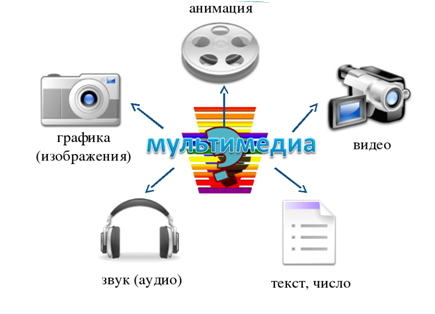 анимация
графика
(изображения)
мультимедиа
видео
звук (аудио)
текст, число